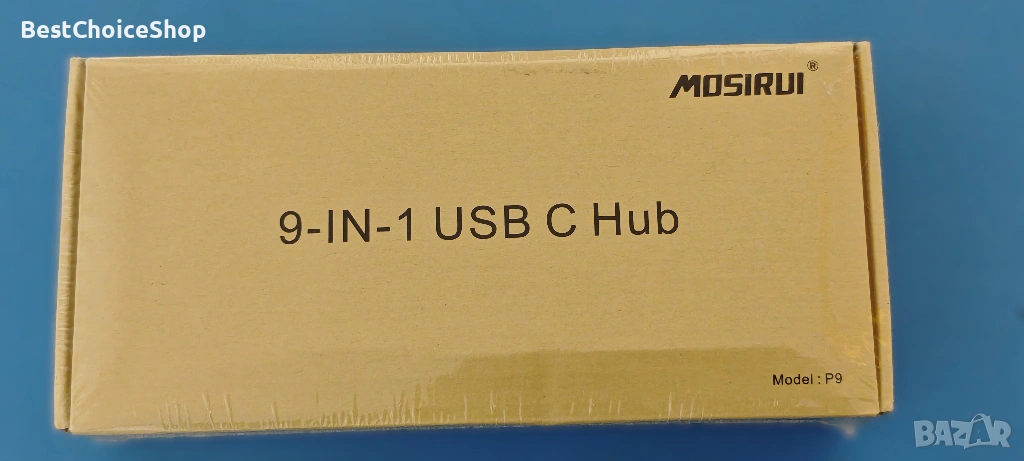 BestChoiceShop
MOSIRUI®
9-IN-1 USB C Hub
Model : P9
BAZAR